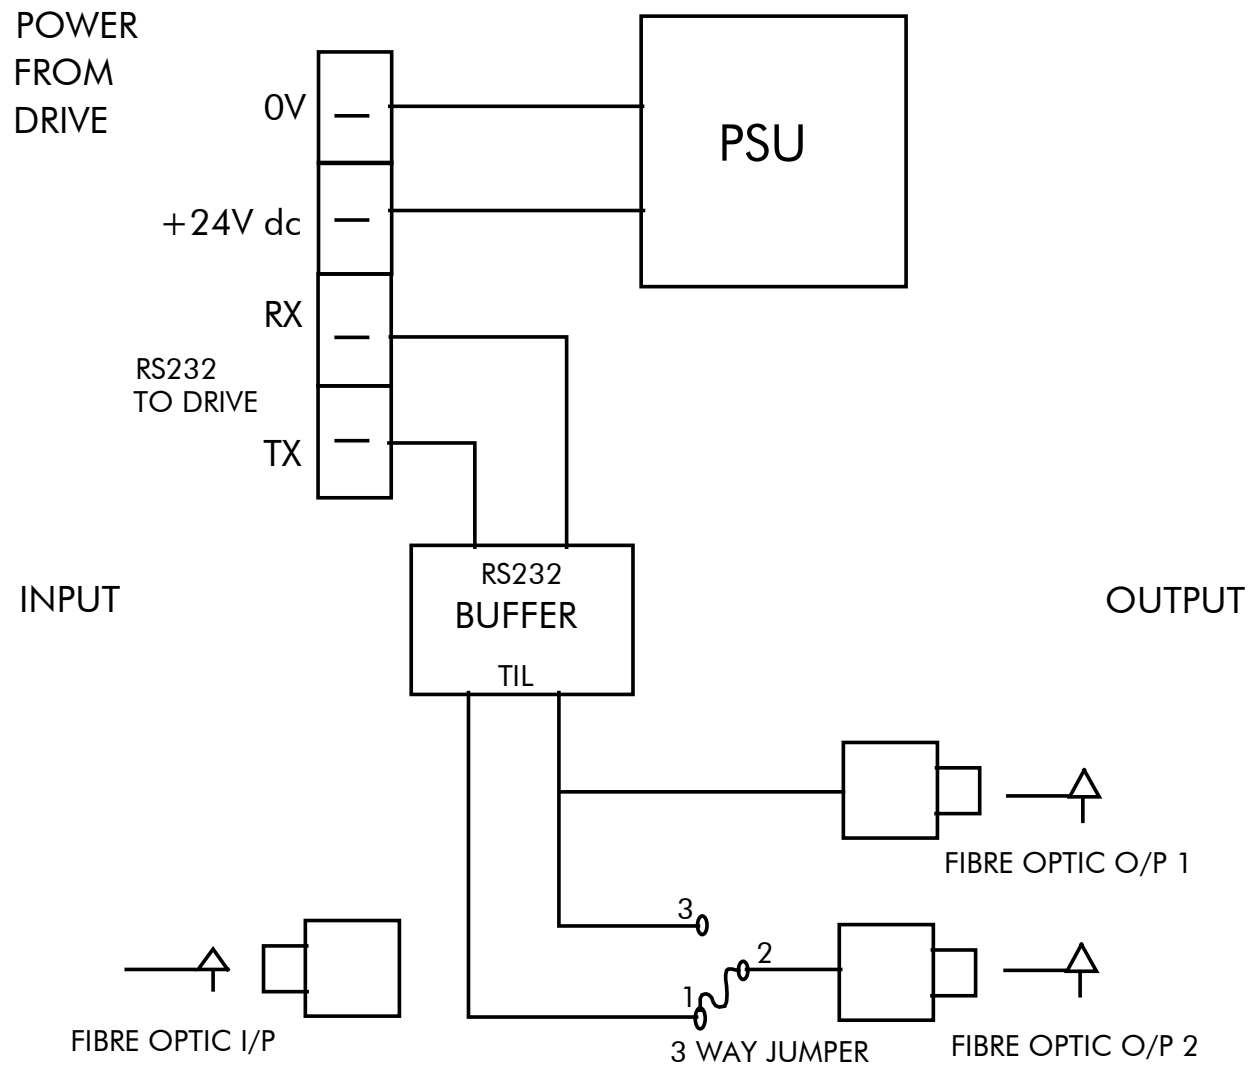 POWER
FROM
DRIVE
0V
PSU
+24V dc
RX
RS232
TO DRIVE
TX
RS232
BUFFER
TIL
INPUT
OUTPUT
FIBRE OPTIC O/P 1
3
2
1
FIBRE OPTIC I/P
3 WAY JUMPER
FIBRE OPTIC O/P 2